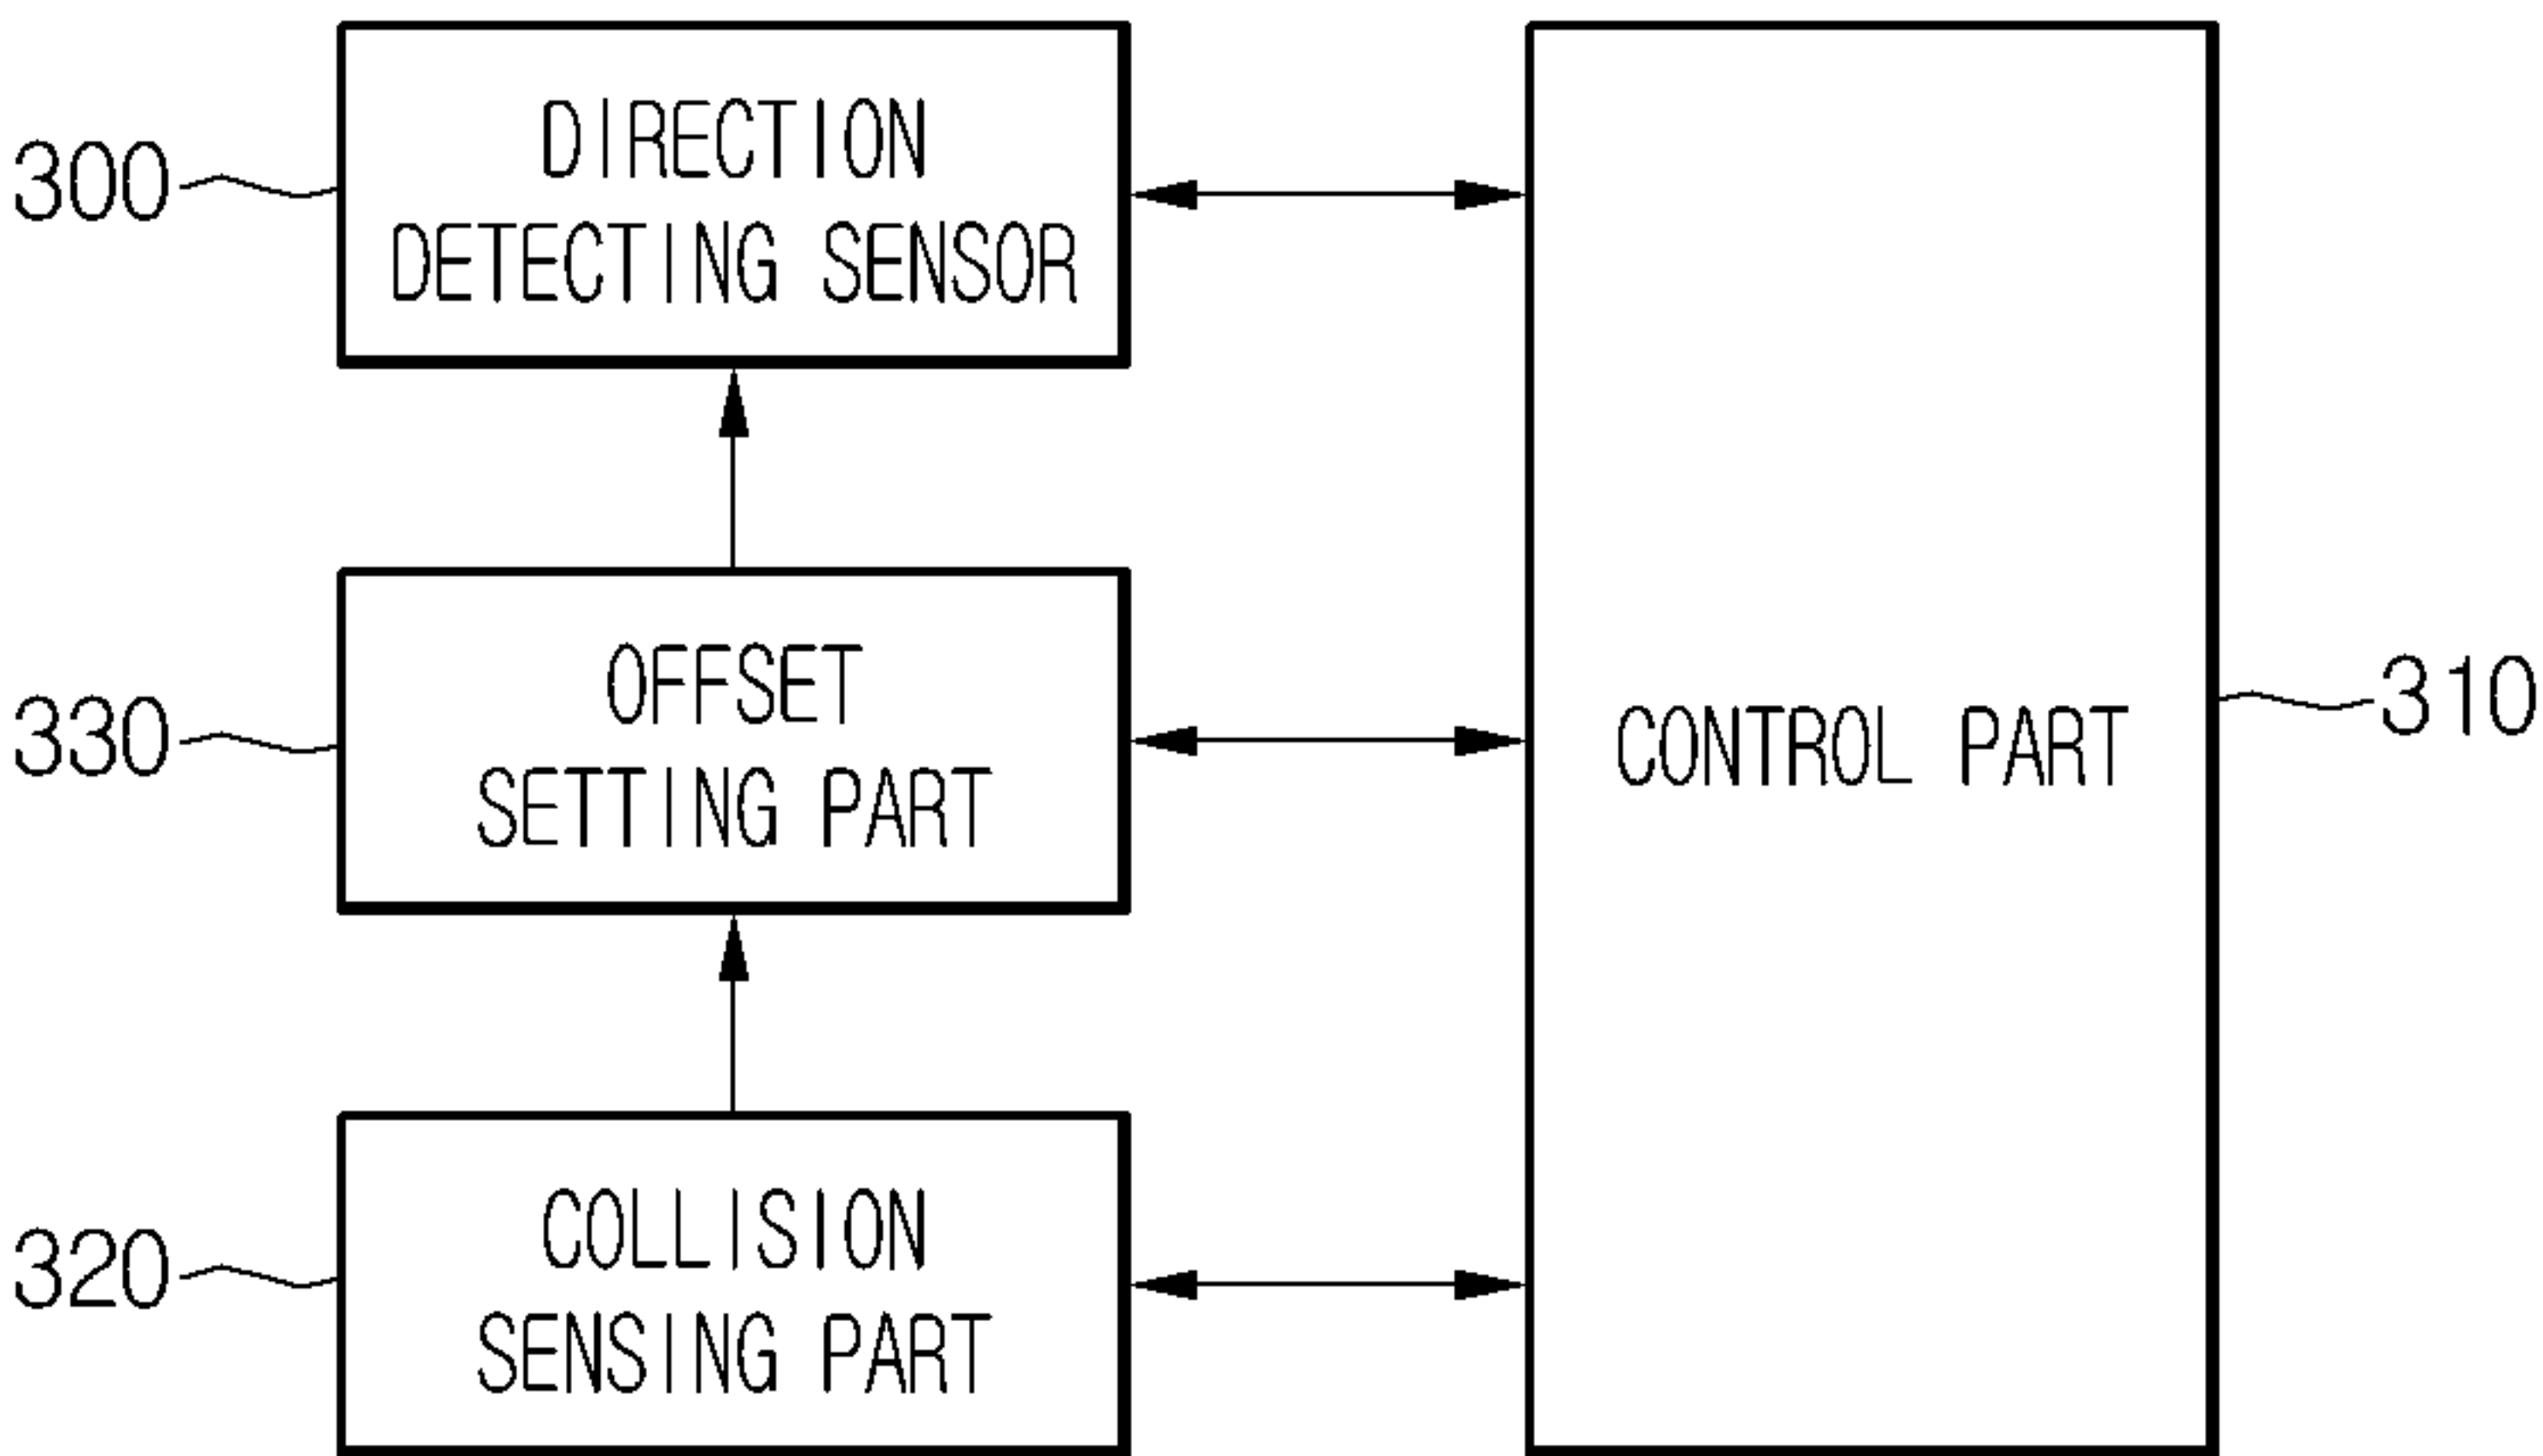 300
DIRECTION
DETECTING SENSOR
330
OFFSET
SETTING PART
320
COLLISION
SENSING PART
CONTROL PART
310